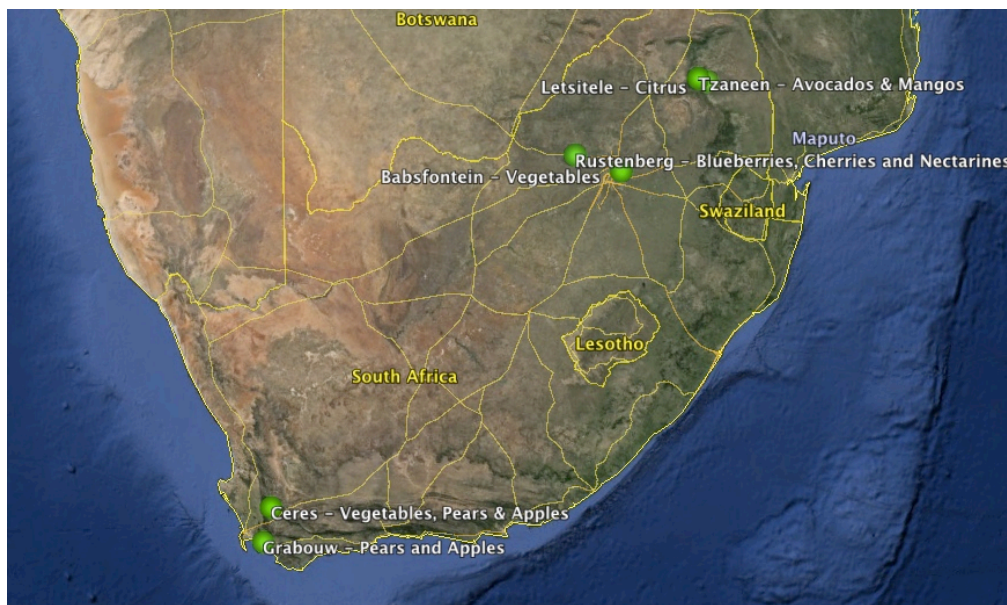 Botswana
Letsitele – Citrus
Tzaneen – Avocados & Mangos
Maputo
Rustenberg – Blueberries, Cherries and Nectarines
Babsfontein – Vegetables
Swaziland
Lesotho
South Africa
Ceres – Vegetables, Pears & Apples
Grabouw – Pears and Apples